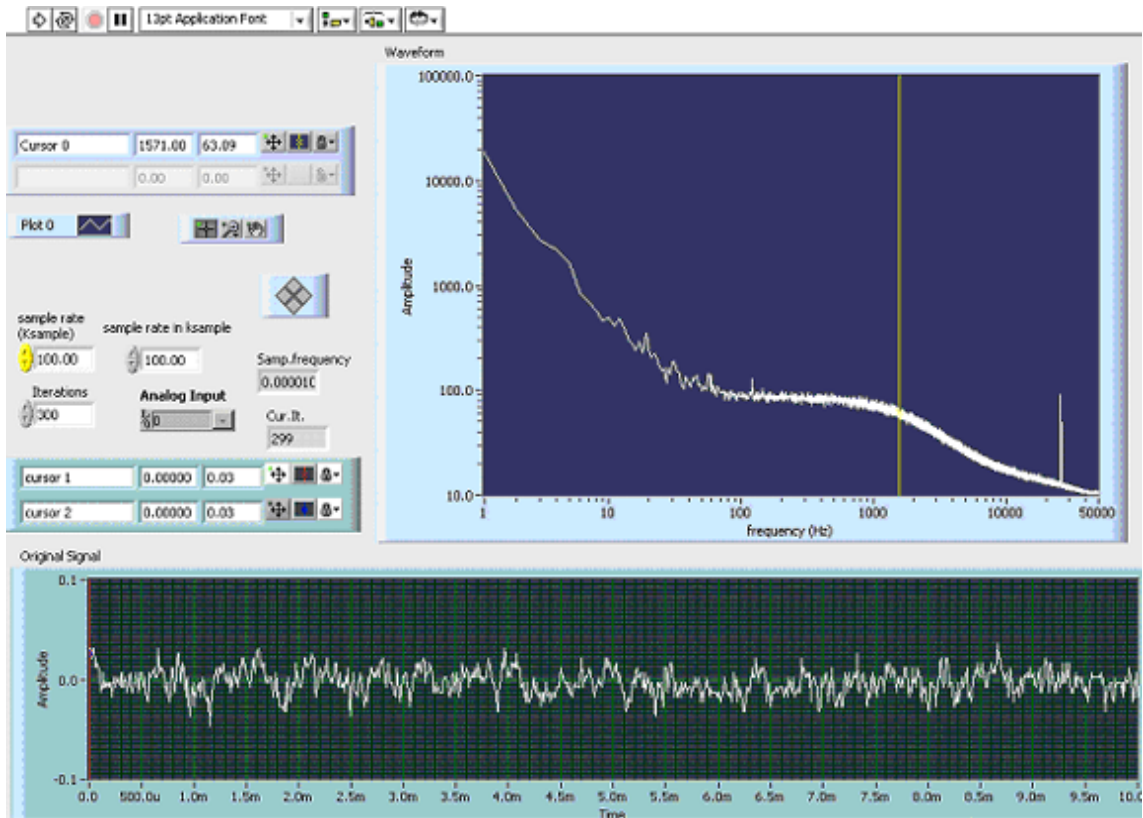 13pt Application Font
Waveform
100000.0
10000.0
1000.0
100.0
10.0
Amplitude
1 10 100 1000 10000 50000
frequency (Hz)
Cursor 0 1571.00 63.09
0.00 0.00
Plot 0
sample rate
(Ksample)
100.00
sample rate in ksample
100.00
Samp.frequency
0.00001
Iterations
300
Analog Input
0
Cur.It.
299
cursor 1 0.00000 0.03
cursor 2 0.00000 0.03
Original Signal
0.1
0.0
-0.1
Amplitude
0.0 500.0u 1.0m 1.5m 2.0m 2.5m 3.0m 3.5m 4.0m 4.5m 5.0m 5.5m 6.0m 6.5m 7.0m 7.5m 8.0m 8.5m 9.0m 9.5m 10.0
Time